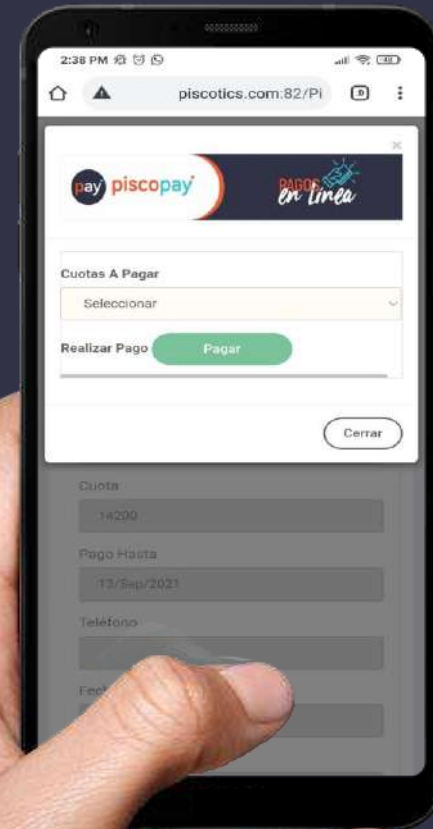 2:38 PM
piscotics.com:82/Pi
pay piscopay
PAGOS
en línea
Cuotas A Pagar
Seleccionar
Realizar Pago Pagar
Cerrar
Cuota
14200
Pago Hasta
13/Sep/2021
Teléfono